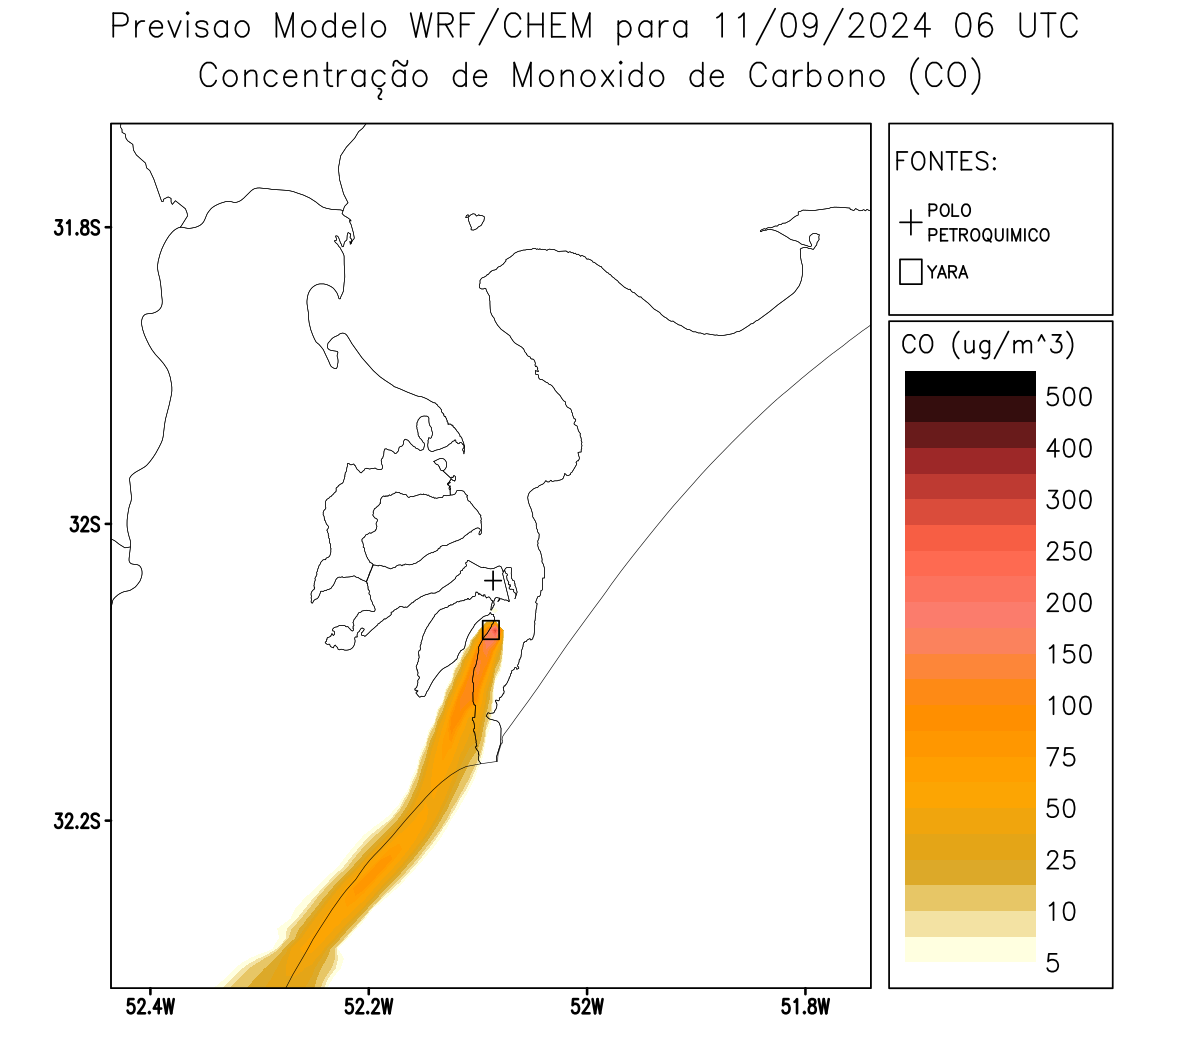 Previsao Modelo WRF/CHEM para 11/09/2024 06 UTC
Concentração de Monoxido de Carbono (CO)
FONTES:
POLO
PETROQUIMICO
YARA
CO (ug/m^3)
500
400
300
250
200
150
100
75
50
25
10
5
31.8S
32S
32.2S
52.4W
52.2W
52W
51.8W